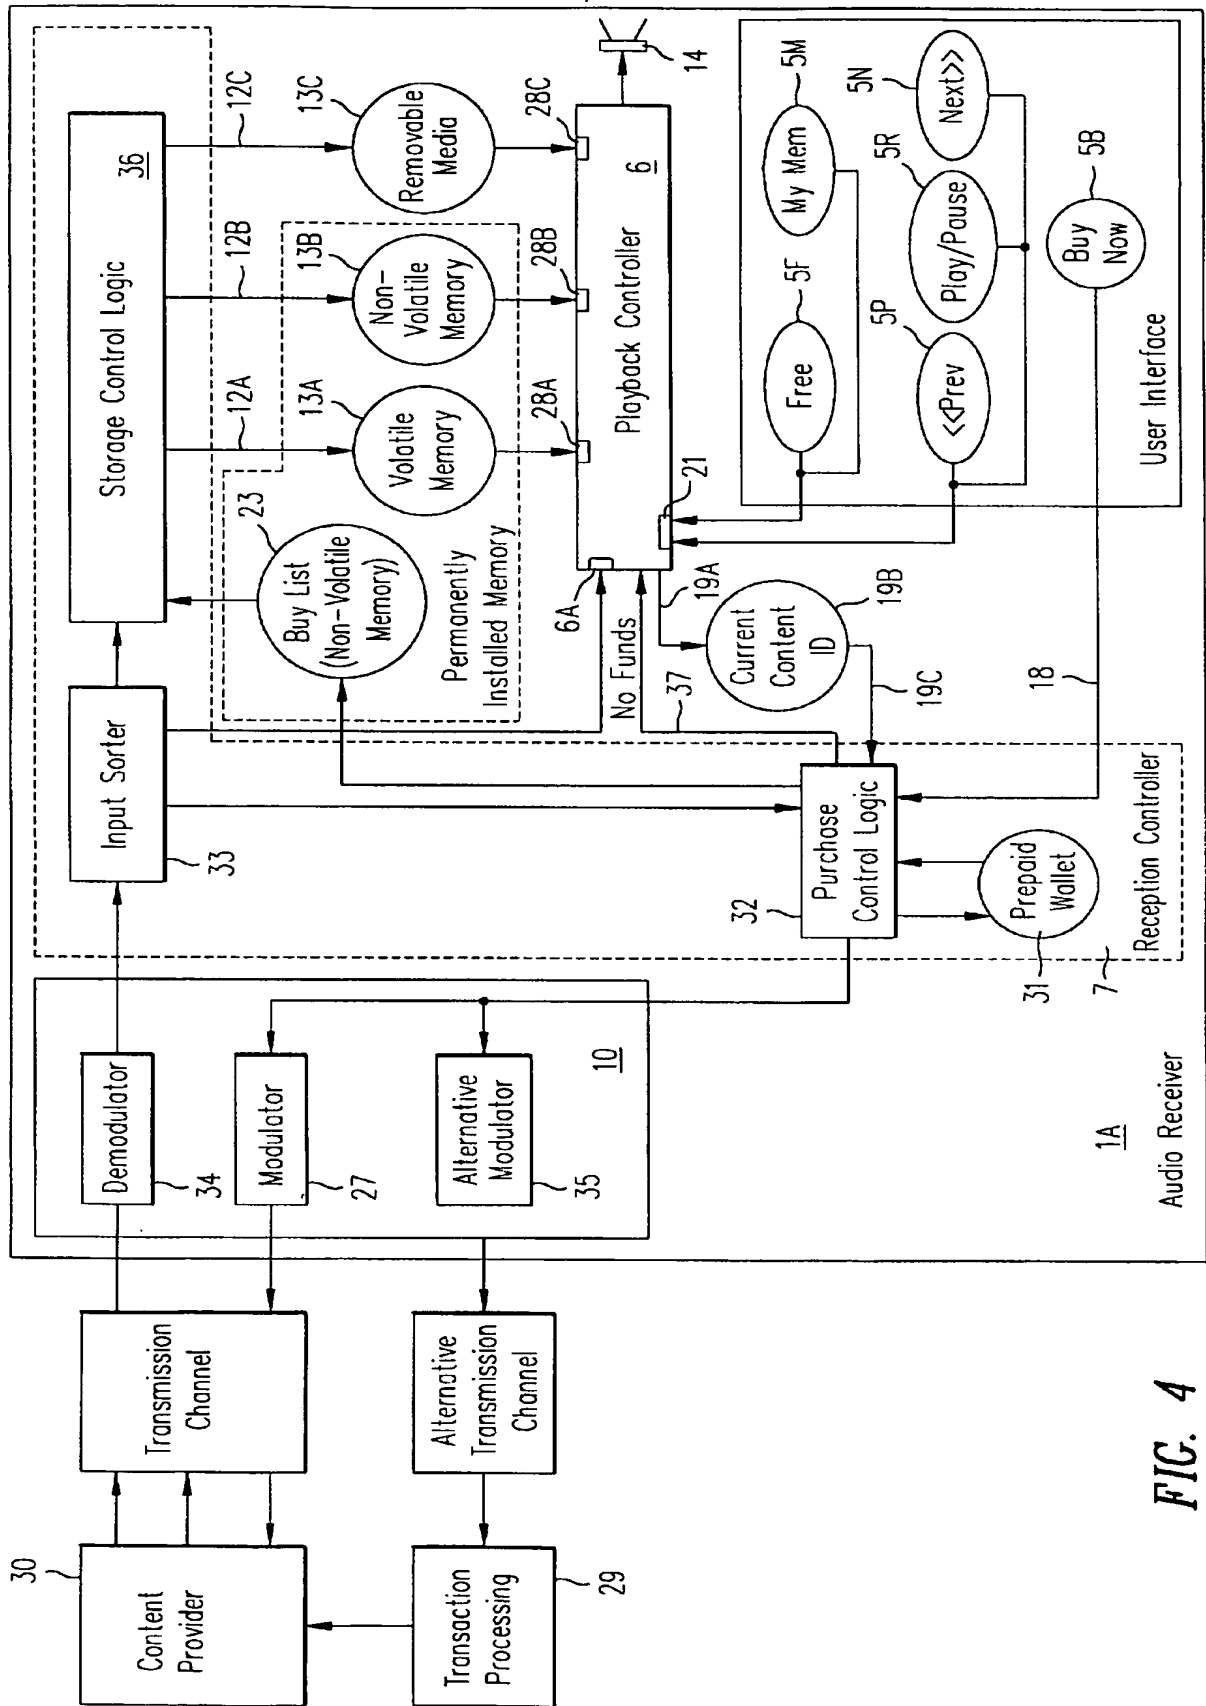 30
Content
Provider
Transmission
Channel
Transaction
Processing
29
Alternative
Transmission
Channel
Demodulator
34
Modulator
27
Alternative
Modulator
35
10
1A
Audio Receiver
Input Sorter
33
Storage Control Logic
36
12A
12B
12C
Buy List
(Non-Volatile
Memory)
23
Permanently
Installed Memory
Volatile
Memory
13A
Non-
Volatile
Memory
13B
Removable
Media
13C
28A
28B
28C
Playback Controller
6
6A
21
14
No Funds
37
19A
Current
Content
ID
19B
19C
Purchase
Control Logic
32
Prepaid
Wallet
31
7
Reception Controller
18
Free
5F
My Mem
5M
<<Prev
5P
Play/Pause
5R
Next>>
5N
Buy
Now
5B
User Interface
FIG. 4